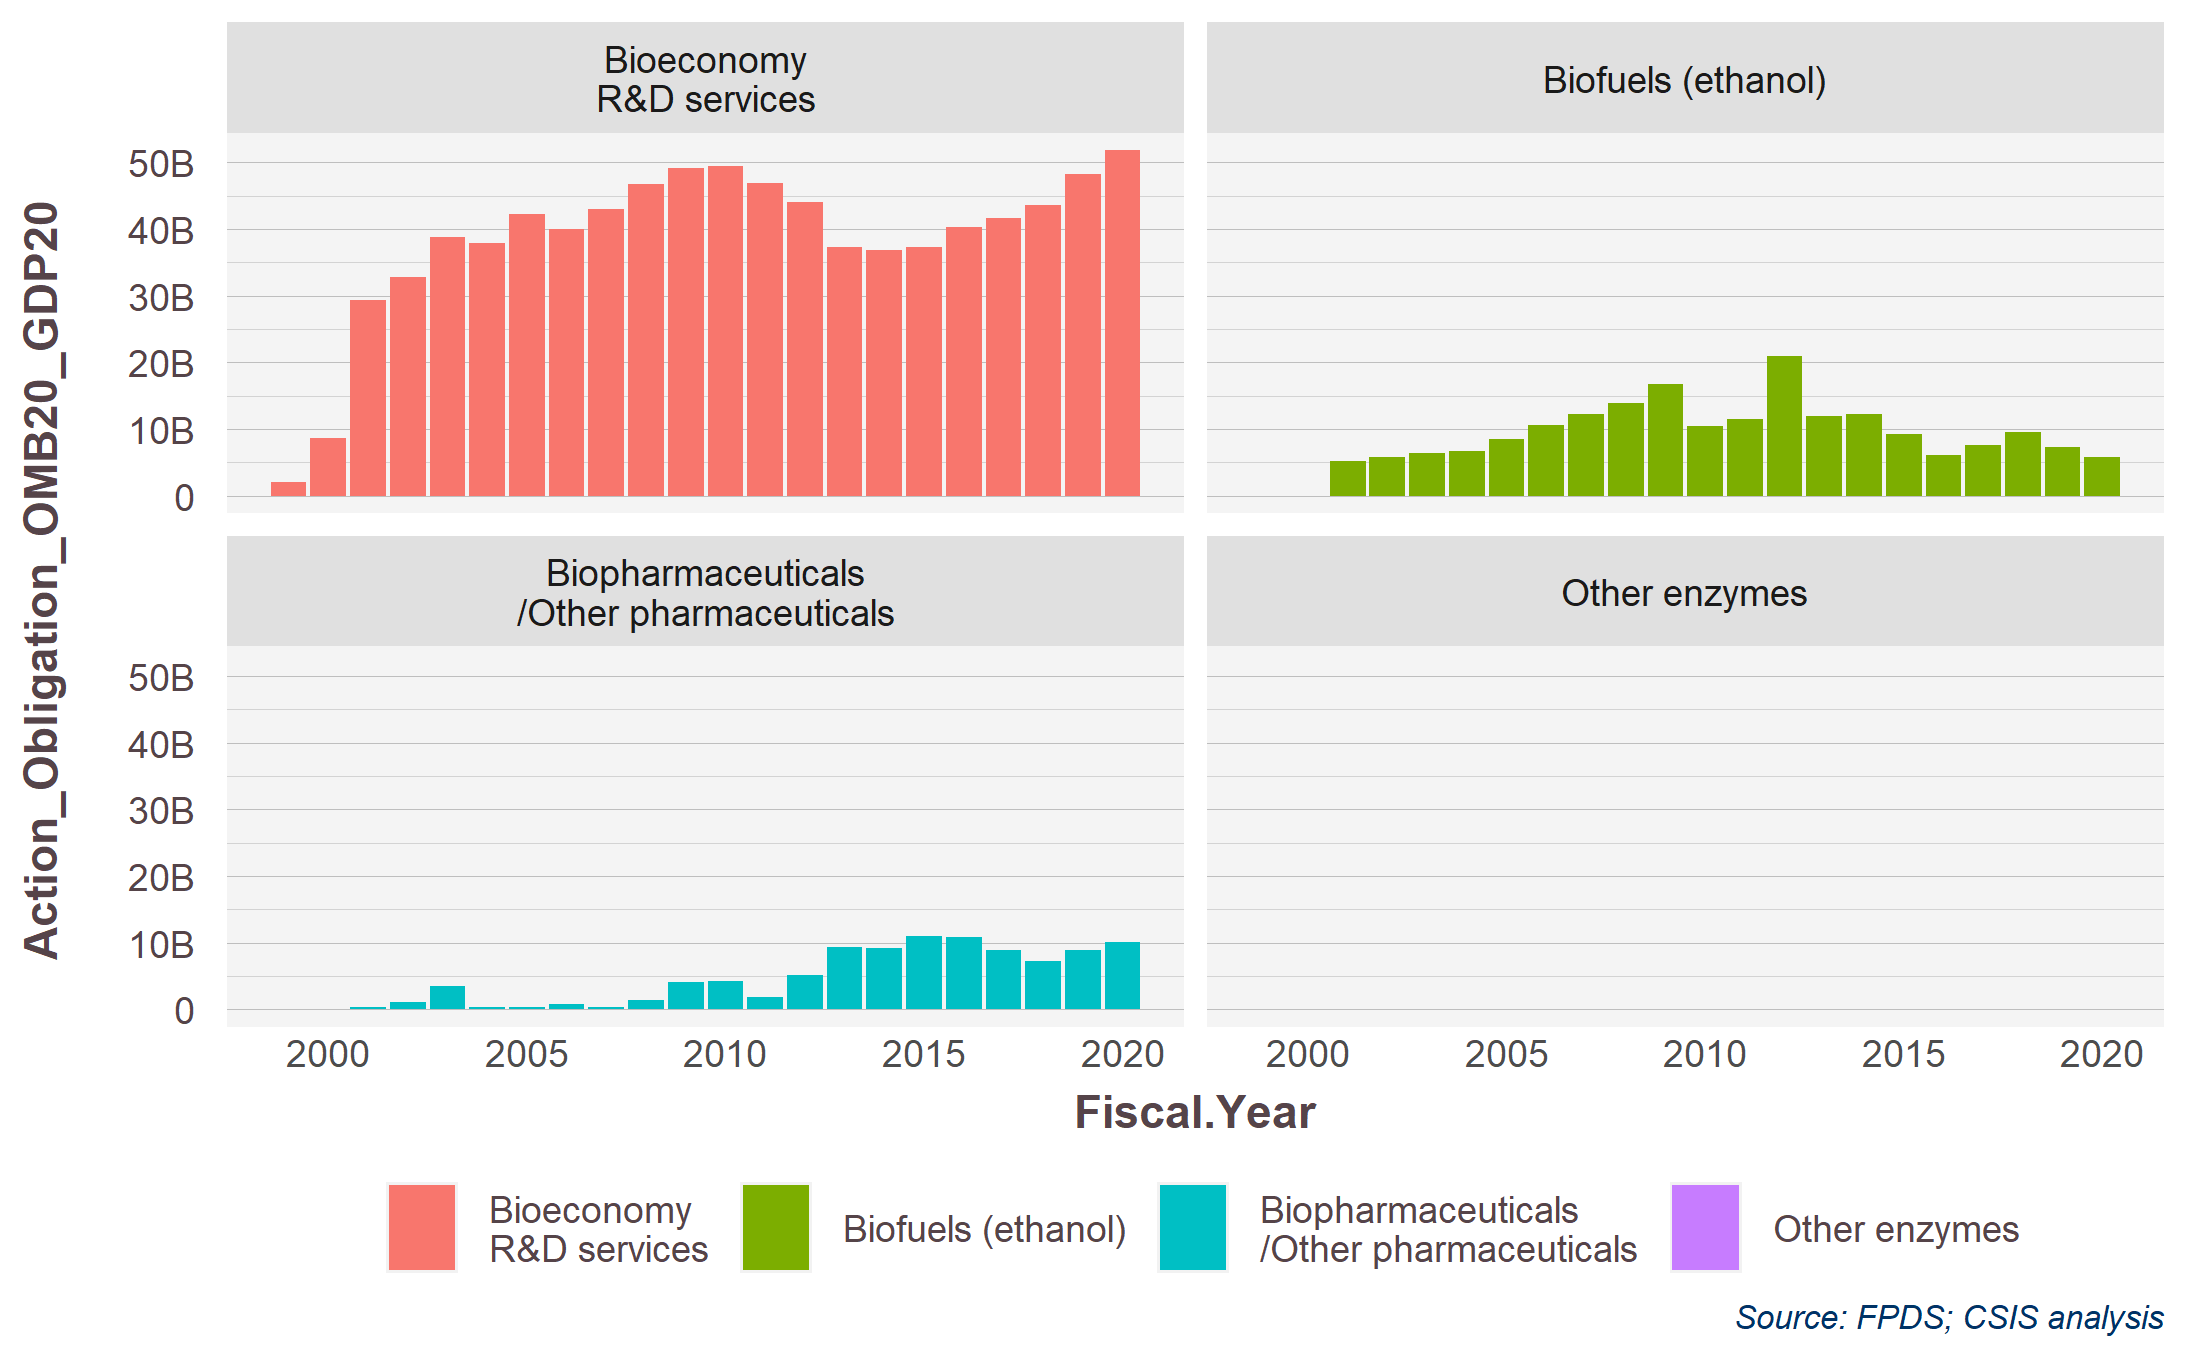 Bioeconomy
R&D services
Biofuels (ethanol)
50B
40B
30B
20B
10B
0
Biopharmaceuticals
/Other pharmaceuticals
Other enzymes
50B
40B
30B
20B
10B
0
Action_Obligation_OMB20_GDP20
2000 2005 2010 2015 2020
2000 2005 2010 2015 2020
Fiscal.Year
Bioeconomy
R&D services
Biofuels (ethanol)
Biopharmaceuticals
/Other pharmaceuticals
Other enzymes
Source: FPDS; CSIS analysis